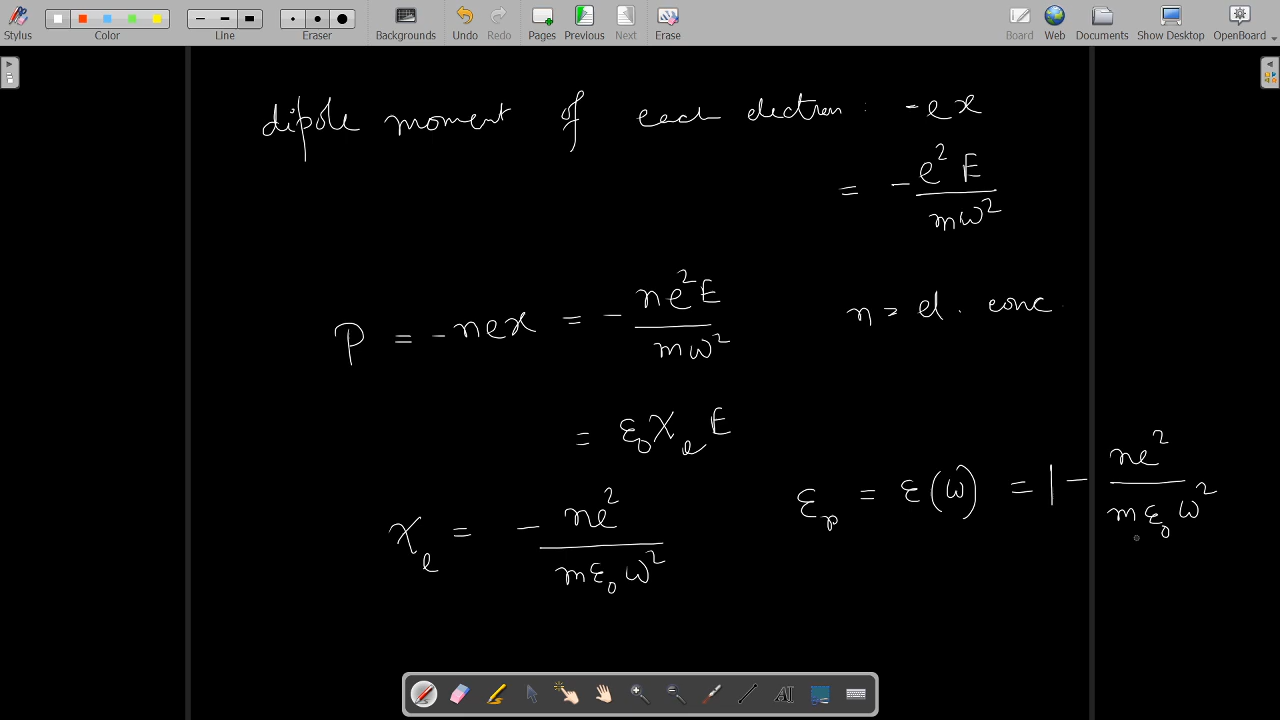 Stylus Color Line Eraser Backgrounds Undo Redo Pages Previous Next Erase Board Web Documents Show Desktop OpenBoard
dipole moment of each electron : -ex
= -e²E/mω²
P = -nex = -ne²E/mω² n = el. conc.
= ε₀χₑE
χₑ = -ne²/mε₀ω² εᵣ = ε(ω) = 1 - ne²/mε₀ω²